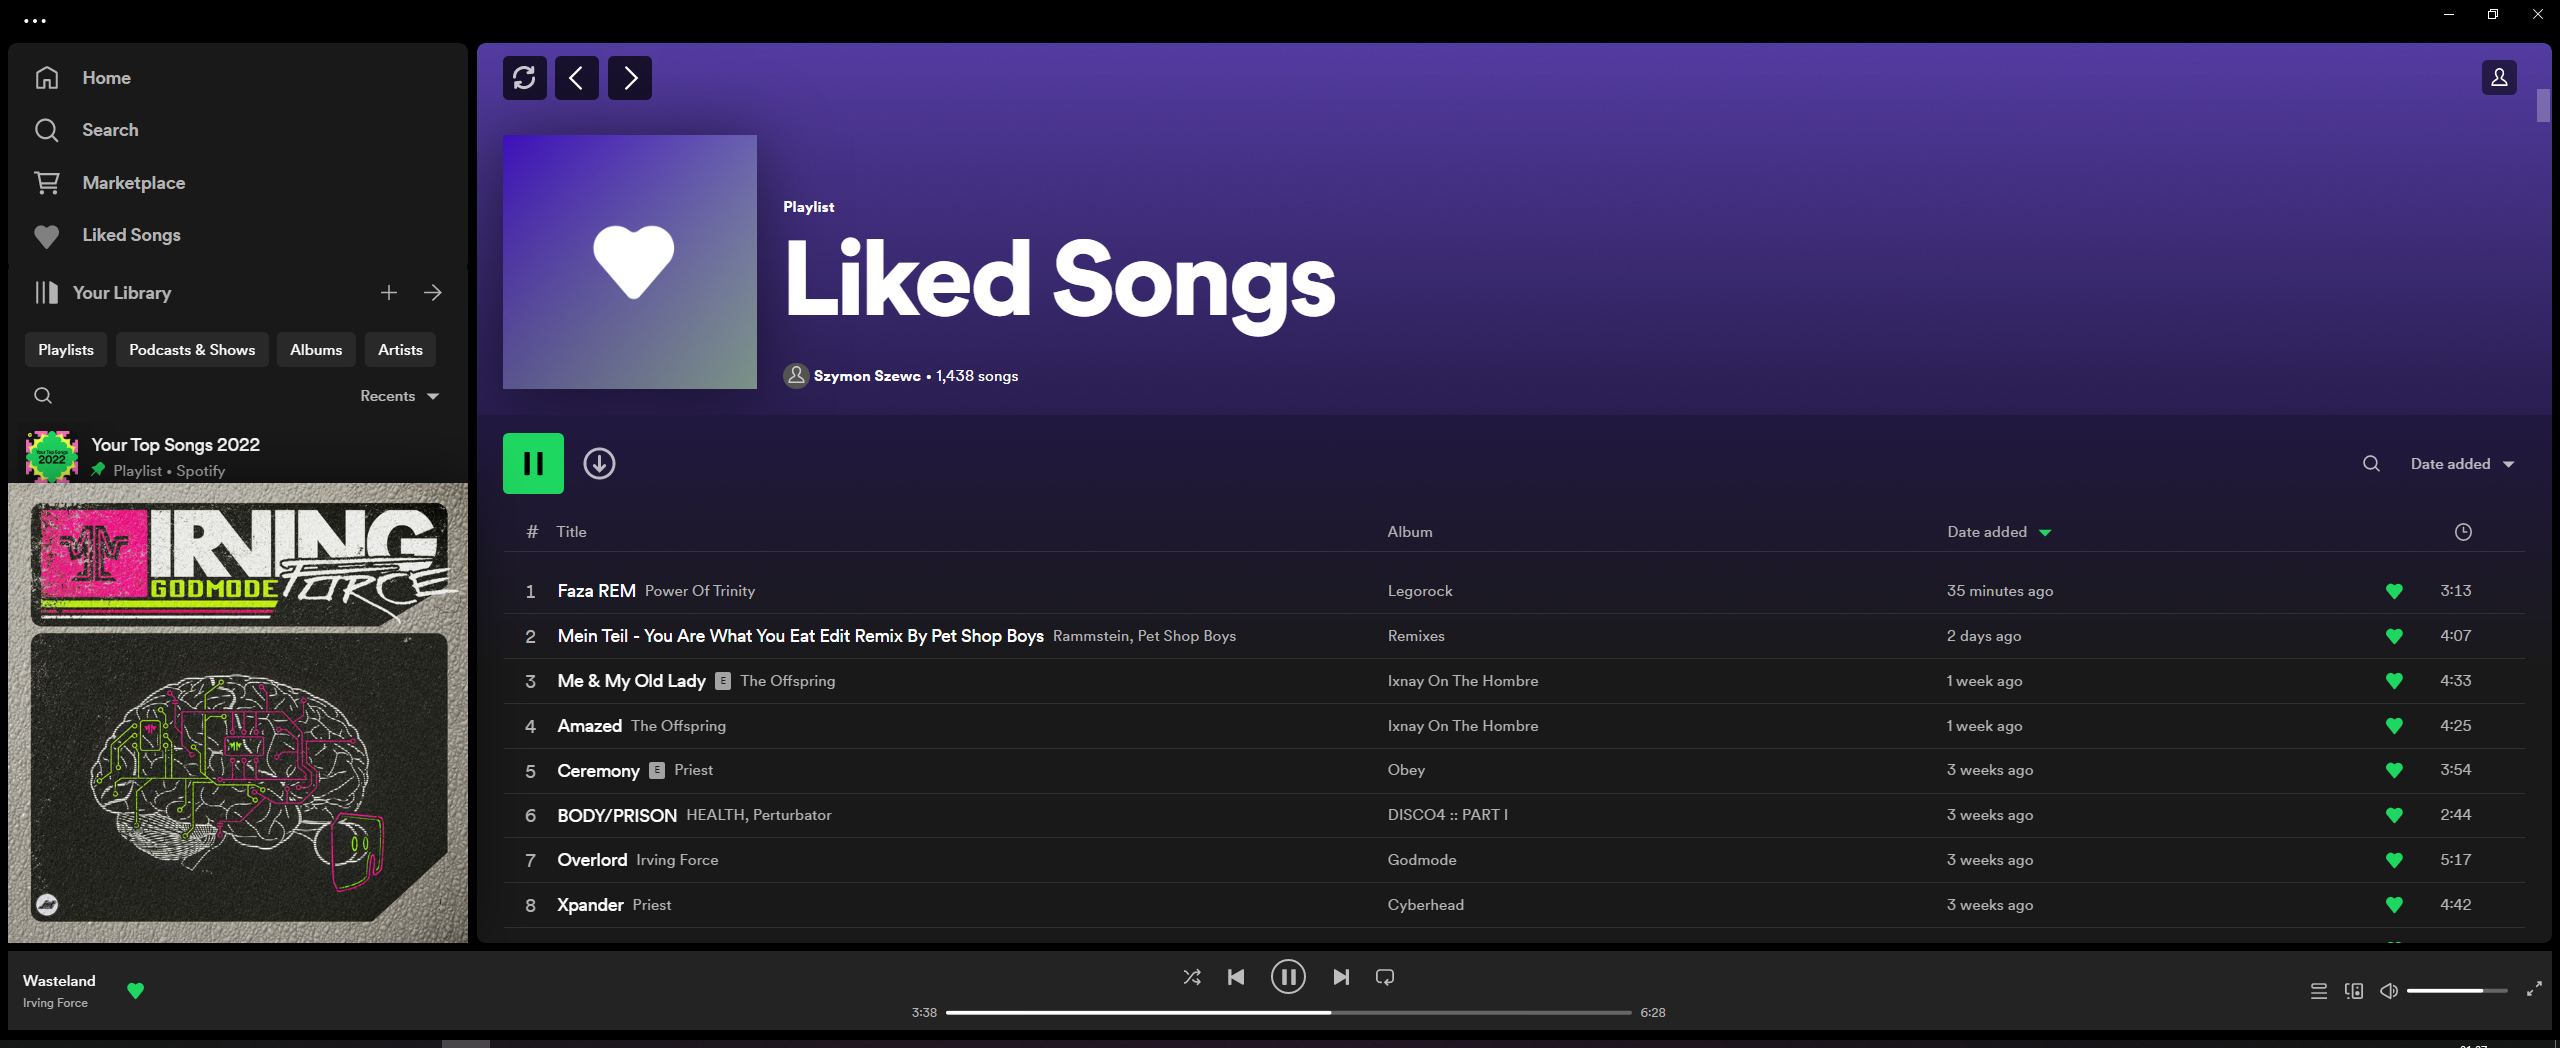 Home
Search
Marketplace
Liked Songs
Your Library
Playlists
Podcasts & Shows
Albums
Artists
Recents
Your Top Songs 2022
Your Top Songs 2022
Playlist • Spotify
IRVING FORCE
GODMODE
Wasteland
Irving Force
Playlist
Liked Songs
Szymon Szewc • 1,438 songs
Date added
# Title Album Date added
1 Faza REM Power Of Trinity Legorock 35 minutes ago 3:13
2 Mein Teil - You Are What You Eat Edit Remix By Pet Shop Boys Rammstein, Pet Shop Boys Remixes 2 days ago 4:07
3 Me & My Old Lady E The Offspring Ixnay On The Hombre 1 week ago 4:33
4 Amazed The Offspring Ixnay On The Hombre 1 week ago 4:25
5 Ceremony E Priest Obey 3 weeks ago 3:54
6 BODY/PRISON HEALTH, Perturbator DISCO4 :: PART I 3 weeks ago 2:44
7 Overlord Irving Force Godmode 3 weeks ago 5:17
8 Xpander Priest Cyberhead 3 weeks ago 4:42
3:38 6:28